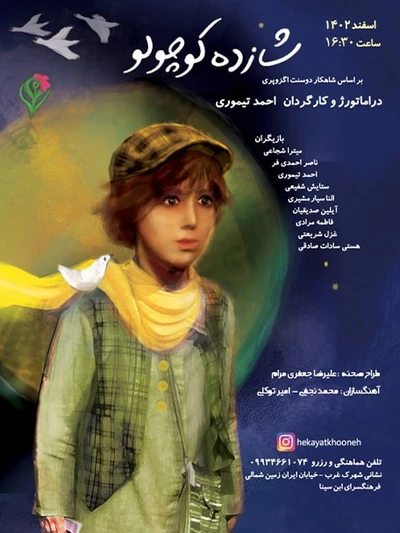 اسفند ۱۴۰۲
ساعت ۱۶:۳۰
شازده کوچولو
بر اساس شاهکار دوسنت اگزوپری
دراماتورژ و کارگردان احمد تیموری
بازیگران
میترا شجاعی
ناصر احمدی فر
احمد تیموری
ستایش شفیعی
النا سیار مشیری
آیلین صدیقیان
فاطمه مرادی
غزل شریعتی
هستی سادات صادقی
طراح صحنه : علیرضا جعفری مرام
آهنگسازان : محمد نجفی - امیر توکلی
hekayatkhooneh
تلفن هماهنگی و رزرو ۰۹۹۳۴۶۶۱۰۷۴
نشانی شهرک غرب - خیابان ایران زمین شمالی
فرهنگسرای ابن سینا